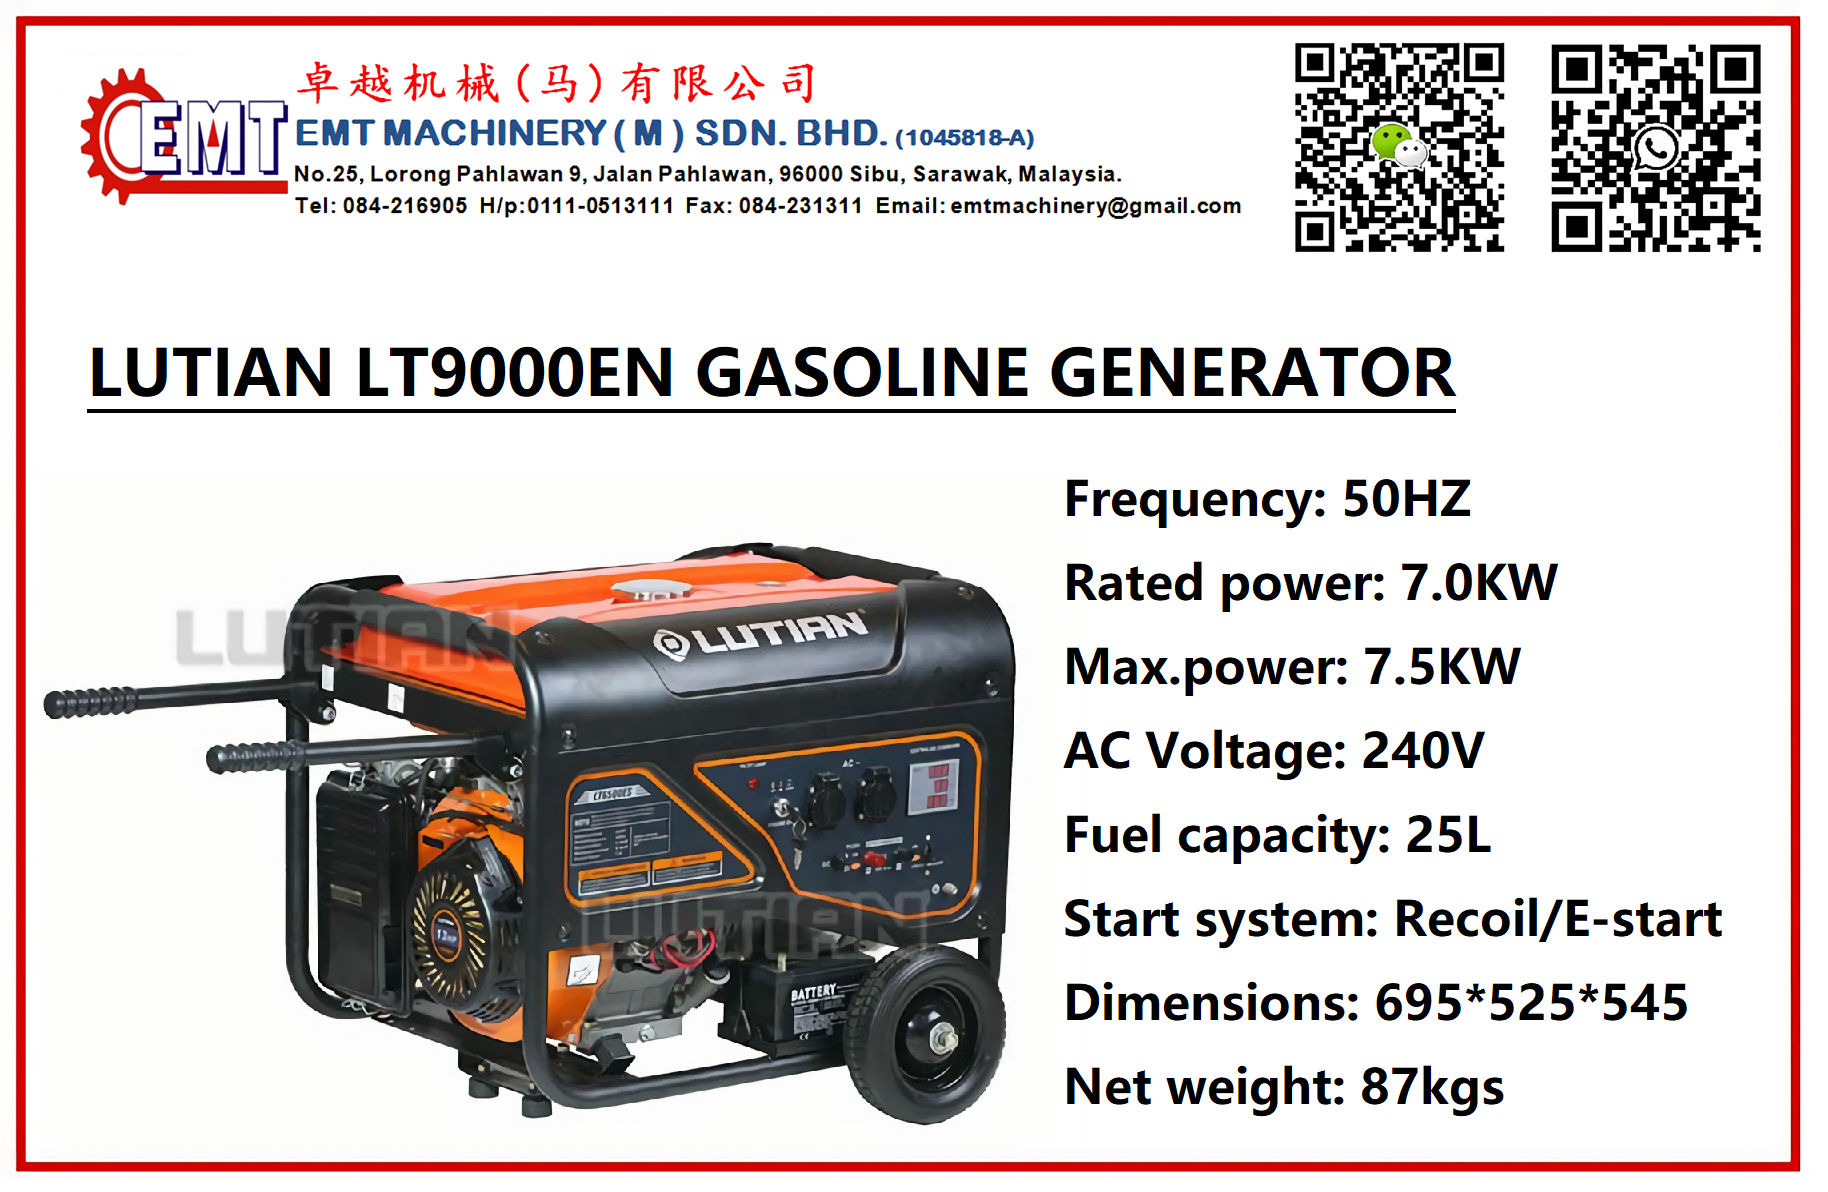 卓越机械(马)有限公司
EMT
EMT MACHINERY ( M ) SDN. BHD. (1045818-A)
No.25, Lorong Pahlawan 9, Jalan Pahlawan, 96000 Sibu, Sarawak, Malaysia.
Tel: 084-216905 H/p:0111-0513111 Fax: 084-231311 Email: emtmachinery@gmail.com
LUTIAN LT9000EN GASOLINE GENERATOR
Frequency: 50HZ
Rated power: 7.0KW
Max.power: 7.5KW
AC Voltage: 240V
Fuel capacity: 25L
Start system: Recoil/E-start
Dimensions: 695*525*545
Net weight: 87kgs
LUTIAN
LUTIAN
AC ~
LT6500ES
LUTIAN
13HP
BATTERY